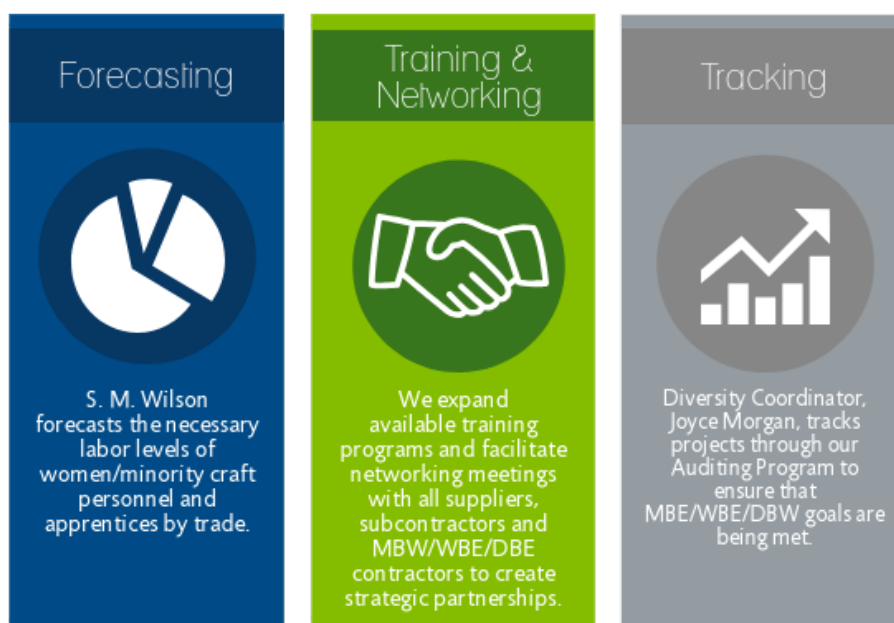 Forecasting
S. M. Wilson
forecasts the necessary
labor levels of
women/minority craft
personnel and
apprentices by trade.
Training &
Networking
We expand
available training
programs and facilitate
networking meetings
with all suppliers,
subcontractors and
MBW/WBE/DBE
contractors to create
strategic partnerships.
Tracking
Diversity Coordinator,
Joyce Morgan, tracks
projects through our
Auditing Program to
ensure that
MBE/WBE/DBW goals are
being met.